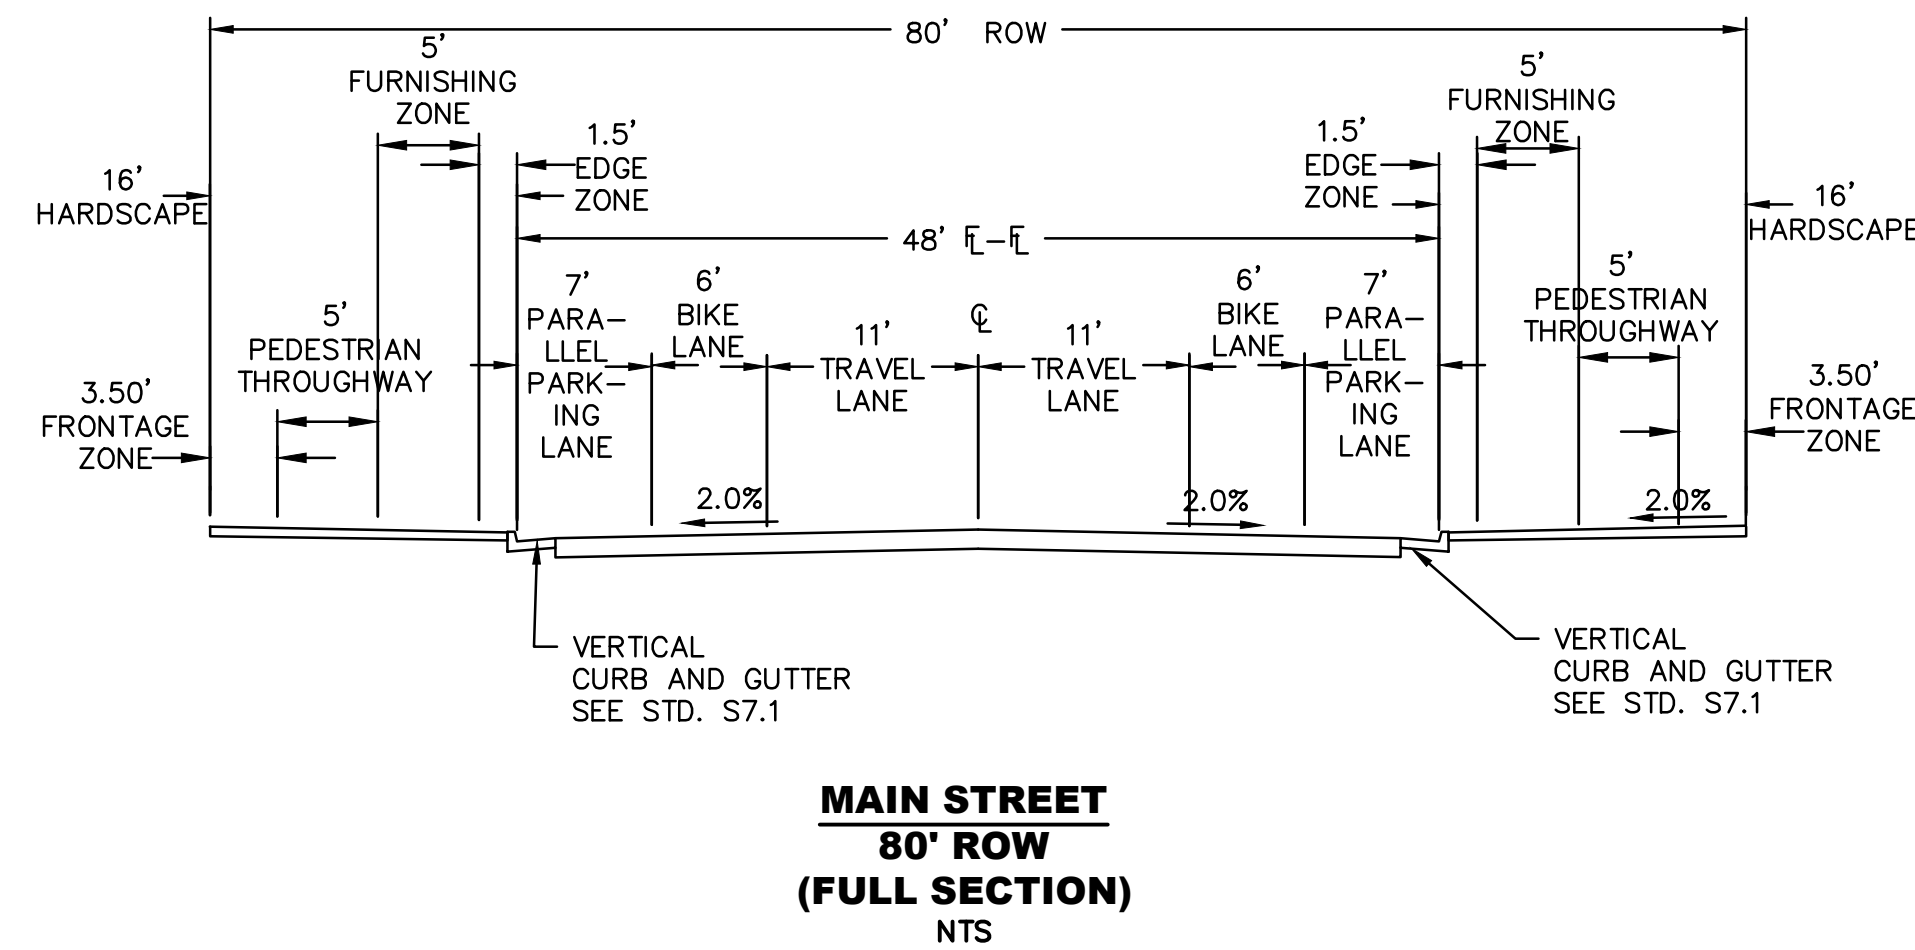 80' ROW
5'
FURNISHING
ZONE
5'
FURNISHING
ZONE
1.5'
EDGE
ZONE
1.5'
EDGE
ZONE
16'
HARDSCAPE
16'
HARDSCAPE
48' FL-FL
7'
PARA-
LLEL
PARK-
ING
LANE
6'
BIKE
LANE
11'
TRAVEL
LANE
CL
11'
TRAVEL
LANE
6'
BIKE
LANE
7'
PARA-
LLEL
PARK-
ING
LANE
5'
PEDESTRIAN
THROUGHWAY
5'
PEDESTRIAN
THROUGHWAY
3.50'
FRONTAGE
ZONE
3.50'
FRONTAGE
ZONE
2.0%
2.0%
2.0%
VERTICAL
CURB AND GUTTER
SEE STD. S7.1
VERTICAL
CURB AND GUTTER
SEE STD. S7.1
MAIN STREET
80' ROW
(FULL SECTION)
NTS